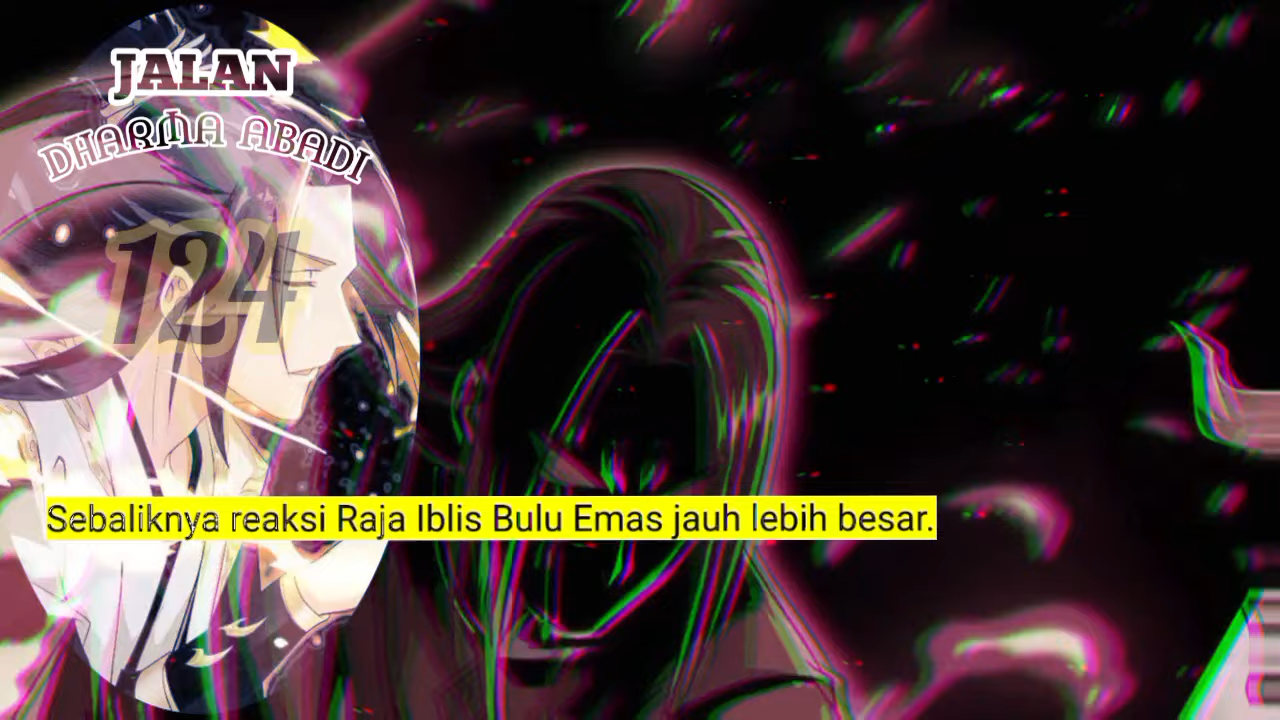 JALAN
DHARMA ABADI
124
Sebaliknya reaksi Raja Iblis Bulu Emas jauh lebih besar.